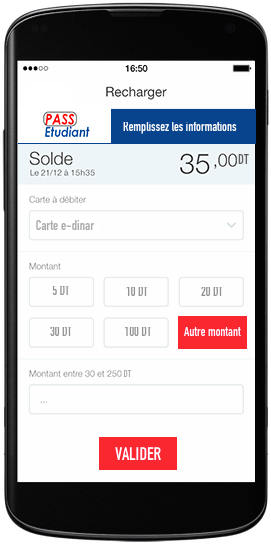 16:50
Recharger
PASS
Etudiant
Remplissez les informations
Solde
35,00DT
Le 21/12 à 15h35
Carte à débiter
Carte e-dinar
Montant
5 DT 10 DT 20 DT
30 DT 100 DT Autre montant
Montant entre 30 et 250 DT
...
VALIDER